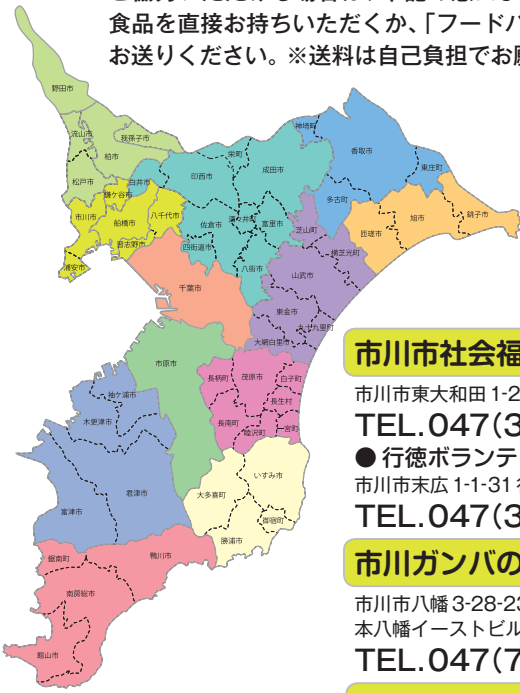 食品を直接お持ちいただくか、「フードバ
お送りください。※送料は自己負担でお願
野田市
流山市
我孫子市
柏市
松戸市
鎌ケ谷市
白井市
市川市
船橋市
八千代市
習志野市
浦安市
印西市
栄町
成田市
神崎町
香取市
東庄町
多古町
佐倉市
酒々井町
富里市
四街道市
八街市
芝山町
横芝光町
匝瑳市
旭市
銚子市
千葉市
山武市
東金市
九十九里町
大網白里市
市原市
長柄町
茂原市
白子町
長生村
長南町
睦沢町
一宮町
袖ケ浦市
木更津市
君津市
富津市
いすみ市
大多喜町
御宿町
勝浦市
鋸南町
鴨川市
南房総市
館山市
市川市社会福
市川市東大和田 1-2
TEL.047(3
● 行徳ボランテ
市川市末広 1-1-31 行
TEL.047(3
市川ガンバの
市川市八幡 3-28-23
本八幡イーストビル
TEL.047(7